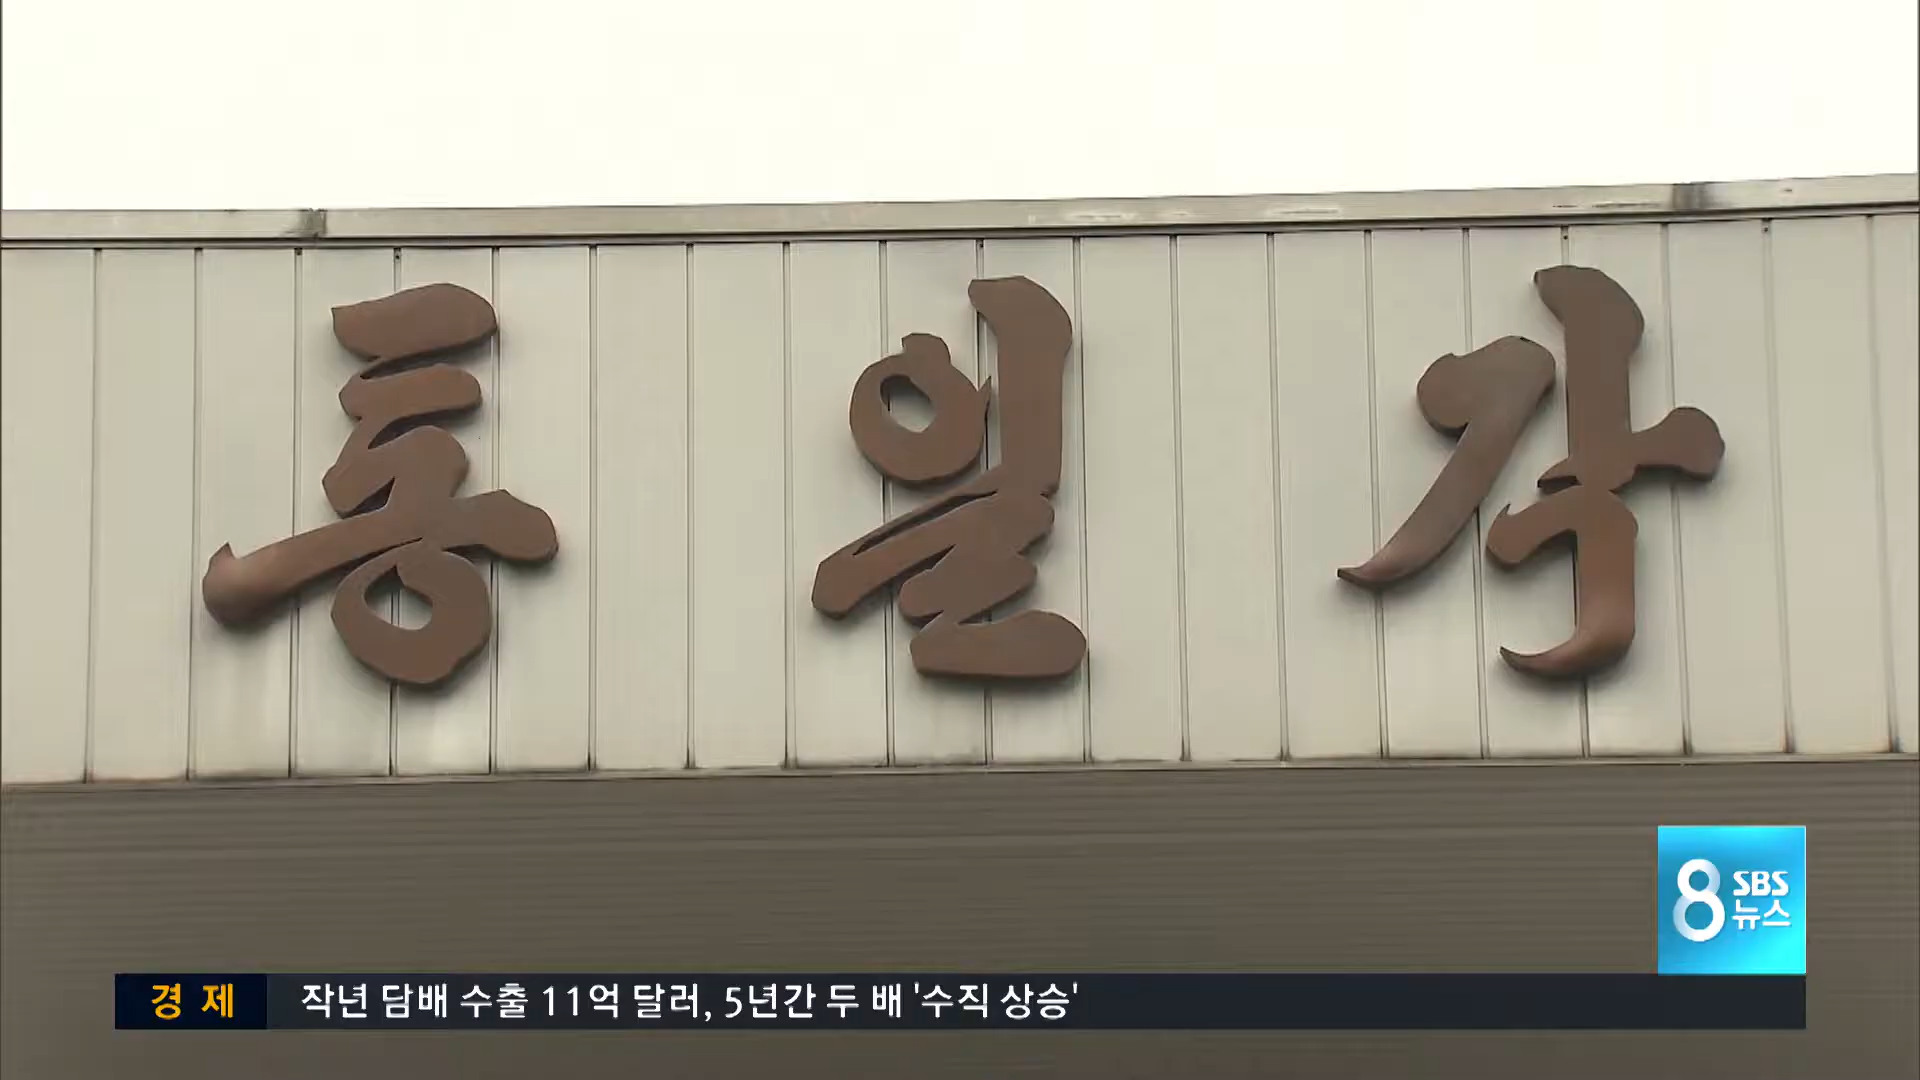 통일각
8 SBS
뉴스
경제 작년 담배 수출 11억 달러, 5년간 두 배 '수직 상승'